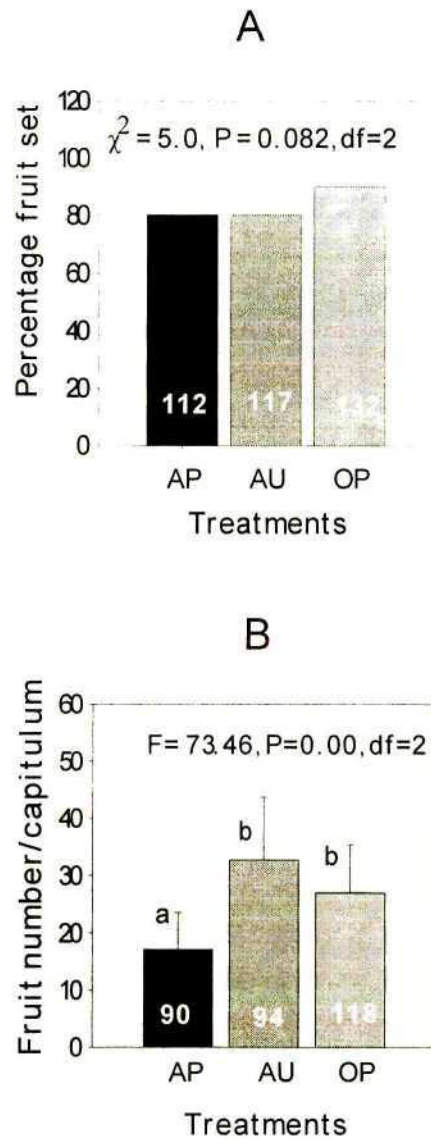 A
Percentage fruit set
120
100
80
60
40
20
0
χ² = 5.0, P = 0.082, df=2
112
117
132
AP
AU
OP
Treatments
B
Fruit number/capitulum
60
50
40
30
20
10
0
F= 73.46, P=0.00, df=2
a
b
b
90
94
118
AP
AU
OP
Treatments